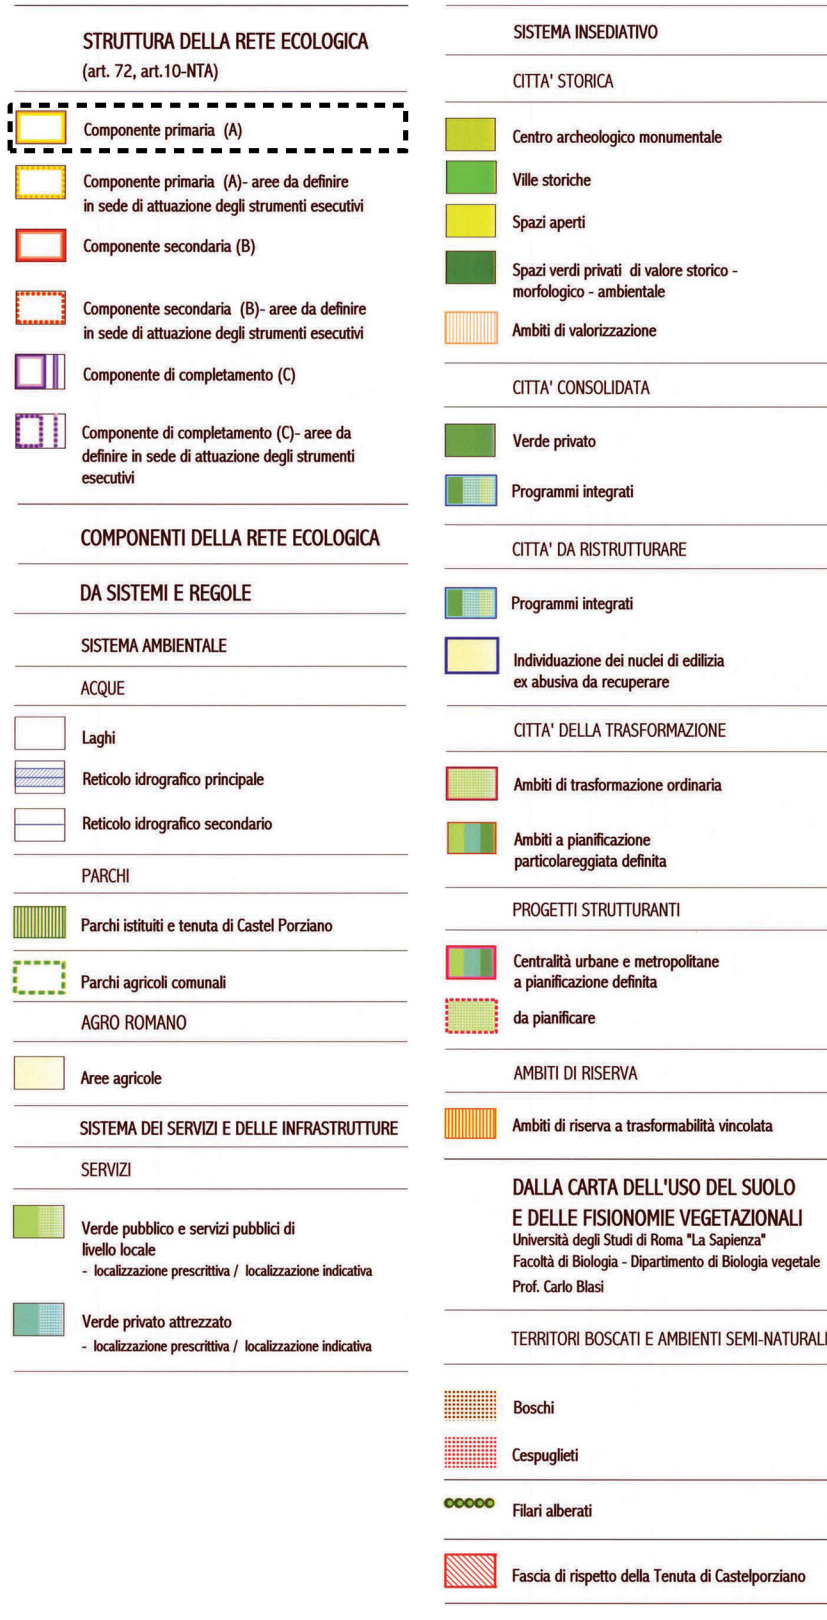 STRUTTURA DELLA RETE ECOLOGICA
(art. 72, art.10-NTA)
Componente primaria (A)
Componente primaria (A)- aree da definire
in sede di attuazione degli strumenti esecutivi
Componente secondaria (B)
Componente secondaria (B)- aree da definire
in sede di attuazione degli strumenti esecutivi
Componente di completamento (C)
Componente di completamento (C)- aree da
definire in sede di attuazione degli strumenti
esecutivi
COMPONENTI DELLA RETE ECOLOGICA
DA SISTEMI E REGOLE
SISTEMA AMBIENTALE
ACQUE
Laghi
Reticolo idrografico principale
Reticolo idrografico secondario
PARCHI
Parchi istituiti e tenuta di Castel Porziano
Parchi agricoli comunali
AGRO ROMANO
Aree agricole
SISTEMA DEI SERVIZI E DELLE INFRASTRUTTURE
SERVIZI
Verde pubblico e servizi pubblici di
livello locale
- localizzazione prescrittiva / localizzazione indicativa
Verde privato attrezzato
- localizzazione prescrittiva / localizzazione indicativa
SISTEMA INSEDIATIVO
CITTA' STORICA
Centro archeologico monumentale
Ville storiche
Spazi aperti
Spazi verdi privati di valore storico -
morfologico - ambientale
Ambiti di valorizzazione
CITTA' CONSOLIDATA
Verde privato
Programmi integrati
CITTA' DA RISTRUTTURARE
Programmi integrati
Individuazione dei nuclei di edilizia
ex abusiva da recuperare
CITTA' DELLA TRASFORMAZIONE
Ambiti di trasformazione ordinaria
Ambiti a pianificazione
particolareggiata definita
PROGETTI STRUTTURANTI
Centralità urbane e metropolitane
a pianificazione definita
da pianificare
AMBITI DI RISERVA
Ambiti di riserva a trasformabilità vincolata
DALLA CARTA DELL'USO DEL SUOLO
E DELLE FISIONOMIE VEGETAZIONALI
Università degli Studi di Roma "La Sapienza"
Facoltà di Biologia - Dipartimento di Biologia vegetale
Prof. Carlo Blasi
TERRITORI BOSCATI E AMBIENTI SEMI-NATURALI
Boschi
Cespuglieti
Filari alberati
Fascia di rispetto della Tenuta di Castelporziano